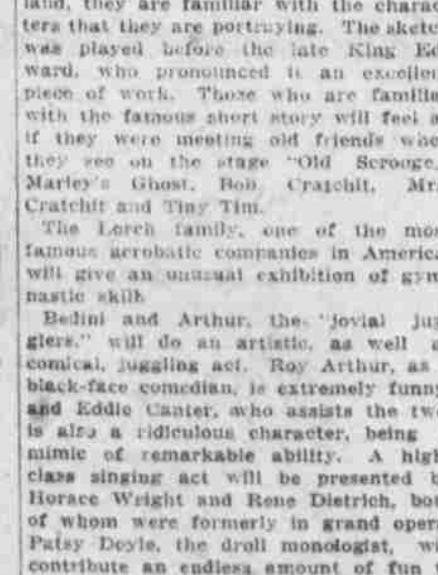 land, they are familiar with the charac
ters that they are portraying. The sketc
was played before the late King Ed
ward, who pronounced it an excellen
piece of work. Those who are familia
with the famous short story will feel a
if they were meeting old friends whe
they see on the stage "Old Scrooge,
Marley's Ghost, Bob Cratchit, Mr
Cratchit and Tiny Tim.
The Lorch family, one of the mos
famous acrobatic companies in America
will give an unusual exhibition of gym
nastic skill.
Bedini and Arthur, the "jovial jug
glers," will do an artistic, as well a
comical, juggling act. Roy Arthur, as
black-face comedian, is extremely funny
and Eddie Canter, who assists the two
is also a ridiculous character, being
mimic of remarkable ability. A high
class singing act will be presented b
Horace Wright and Rene Dietrich, bot
of whom were formerly in grand oper
Patsy Doyle, the droll monologist, wi
contribute an endless amount of fun t